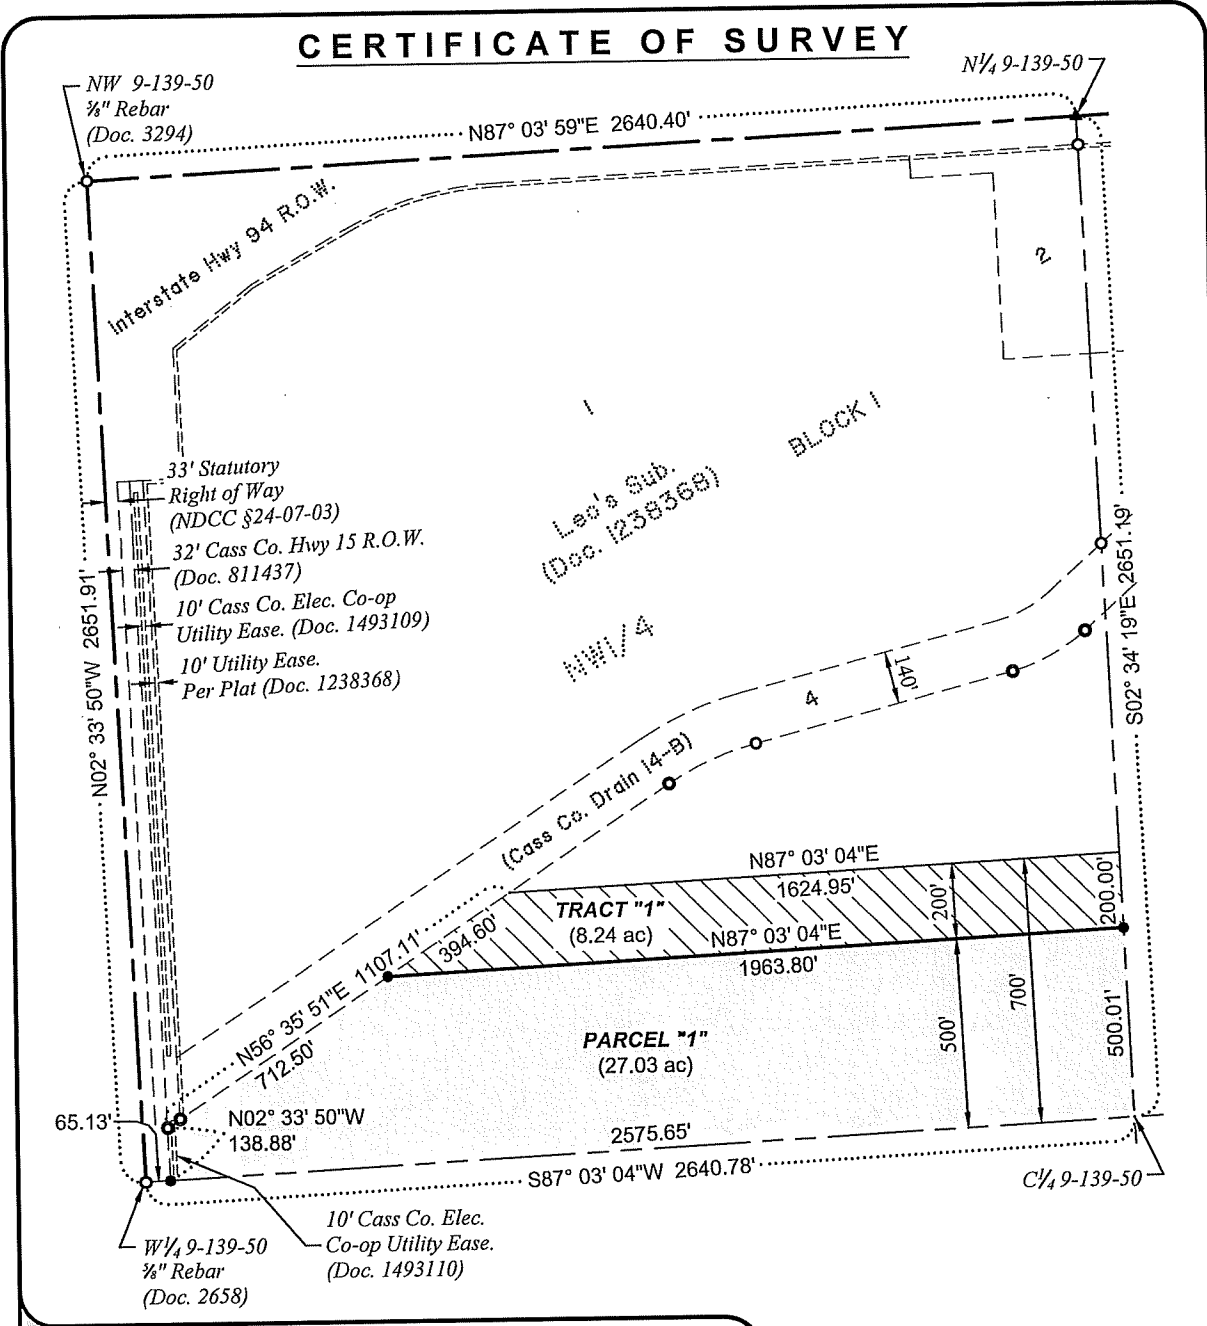 CERTIFICATE OF SURVEY
NW 9-139-50
⅝" Rebar
(Doc. 3294)
N¼ 9-139-50
N87° 03' 59"E 2640.40'
Interstate Hwy 94 R.O.W.
2
1
BLOCK 1
Leo's Sub.
(Doc. 1238368)
NW1/4
33' Statutory
Right of Way
(NDCC §24-07-03)
32' Cass Co. Hwy 15 R.O.W.
(Doc. 811437)
10' Cass Co. Elec. Co-op
Utility Ease. (Doc. 1493109)
10' Utility Ease.
Per Plat (Doc. 1238368)
N02° 33' 50"W 2651.91'
S02° 34' 19"E 2651.19'
140'
4
(Cass Co. Drain 14-B)
N87° 03' 04"E
1624.95'
TRACT "1"
(8.24 ac)
200'
200.00'
N87° 03' 04"E
1963.80'
394.60'
N56° 35' 51"E 1107.11'
712.50'
PARCEL "1"
(27.03 ac)
500'
700'
500.01'
65.13'
N02° 33' 50"W
138.88'
2575.65'
S87° 03' 04"W 2640.78'
C¼ 9-139-50
W¼ 9-139-50
⅝" Rebar
(Doc. 2658)
10' Cass Co. Elec.
Co-op Utility Ease.
(Doc. 1493110)